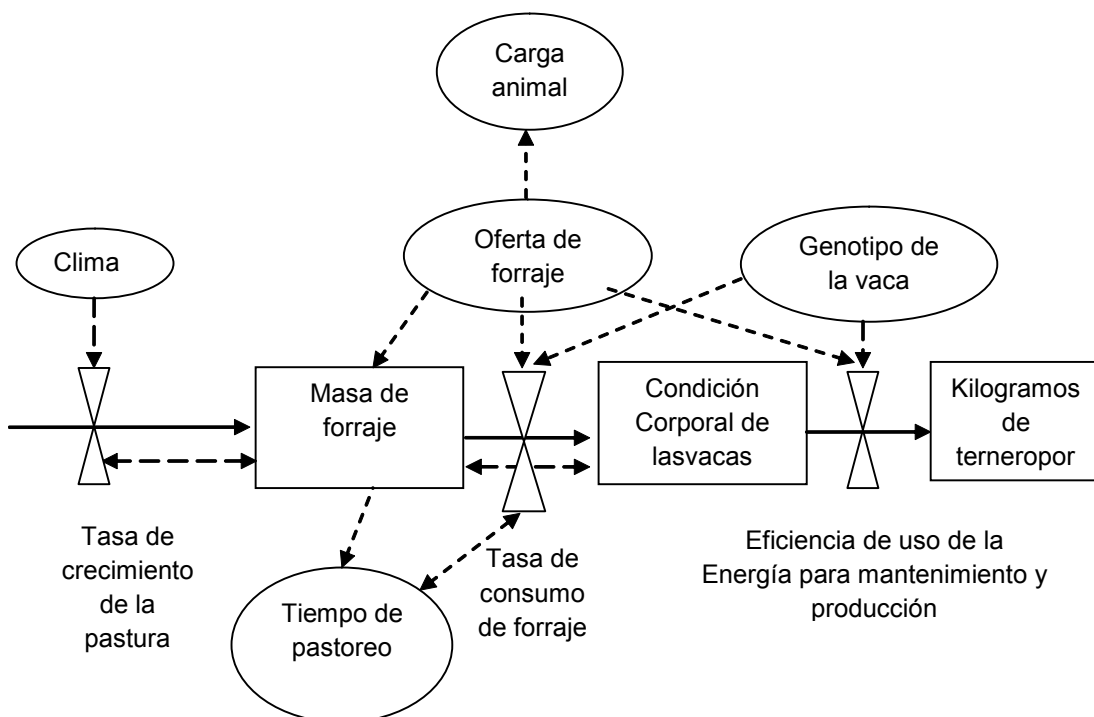 Carga
animal
Oferta de
forraje
Genotipo de
la vaca
Clima
Masa de
forraje
Condición
Corporal de
lasvacas
Kilogramos
de
terneropor
Tasa de
crecimiento
de la
pastura
Tiempo de
pastoreo
Tasa de
consumo
de forraje
Eficiencia de uso de la
Energía para mantenimiento y
producción